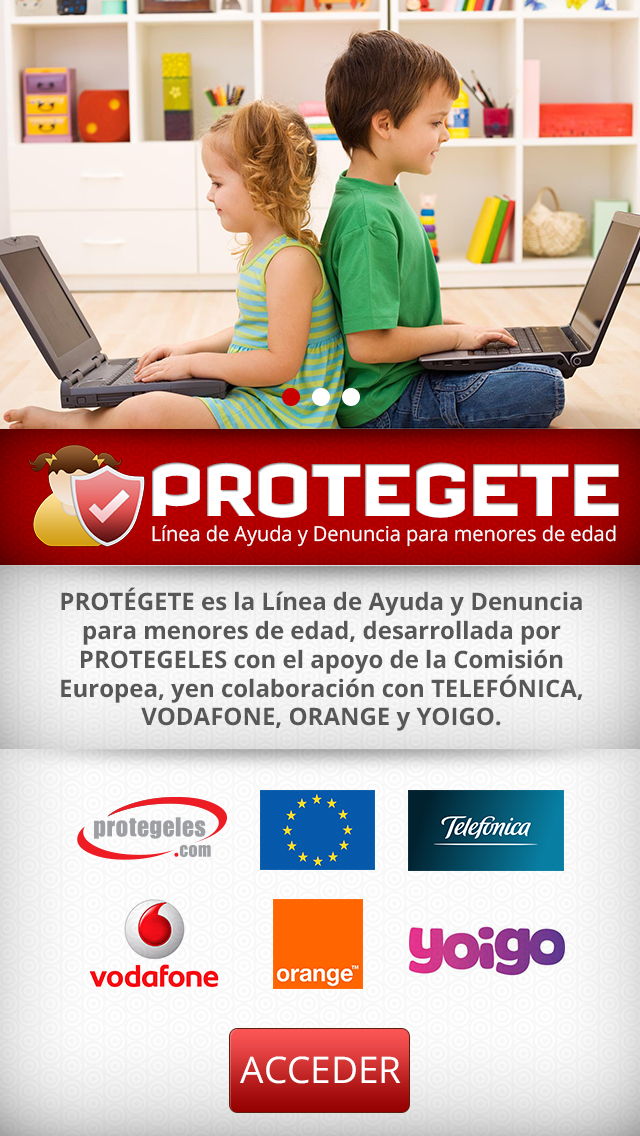 PROTEGETE
Línea de Ayuda y Denuncia para menores de edad
PROTÉGETE es la Línea de Ayuda y Denuncia
para menores de edad, desarrollada por
PROTEGELES con el apoyo de la Comisión
Europea, yen colaboración con TELEFÓNICA,
VODAFONE, ORANGE y YOIGO.
protegeles
.com
Telefónica
vodafone
orange™
yoigo
ACCEDER